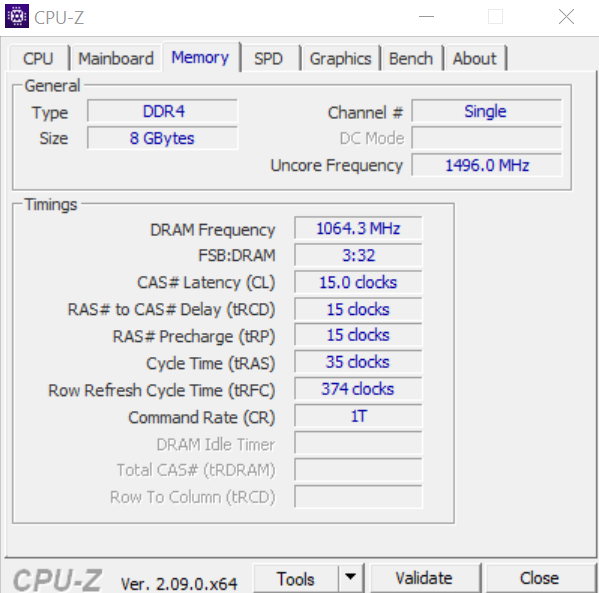 CPU-Z
CPU Mainboard Memory SPD Graphics Bench About
General
Type DDR4 Channel # Single
Size 8 GBytes DC Mode
Uncore Frequency 1496.0 MHz
Timings
DRAM Frequency 1064.3 MHz
FSB:DRAM 3:32
CAS# Latency (CL) 15.0 clocks
RAS# to CAS# Delay (tRCD) 15 clocks
RAS# Precharge (tRP) 15 clocks
Cycle Time (tRAS) 35 clocks
Row Refresh Cycle Time (tRFC) 374 clocks
Command Rate (CR) 1T
DRAM Idle Timer
Total CAS# (tRDRAM)
Row To Column (tRCD)
CPU-Z Ver. 2.09.0.x64 Tools Validate Close